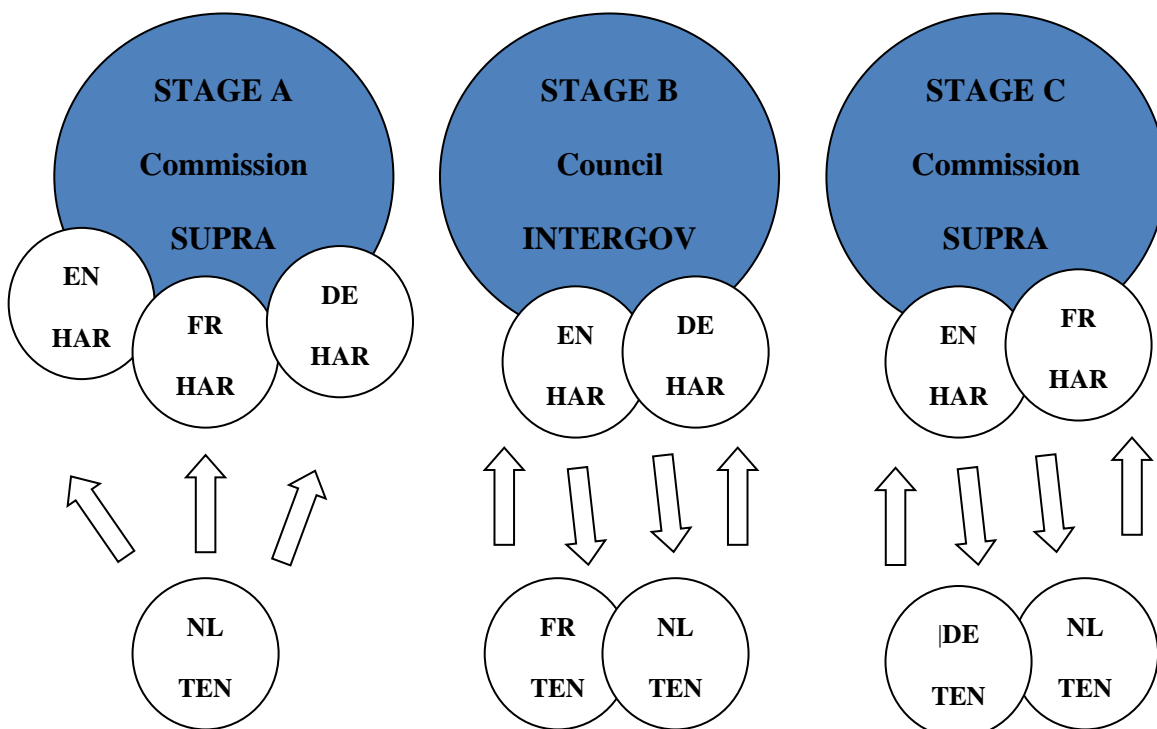 STAGE A
Commission
SUPRA
EN
HAR
FR
HAR
DE
HAR
NL
TEN
STAGE B
Council
INTERGOV
EN
HAR
DE
HAR
FR
TEN
NL
TEN
STAGE C
Commission
SUPRA
EN
HAR
FR
HAR
|DE
TEN
NL
TEN